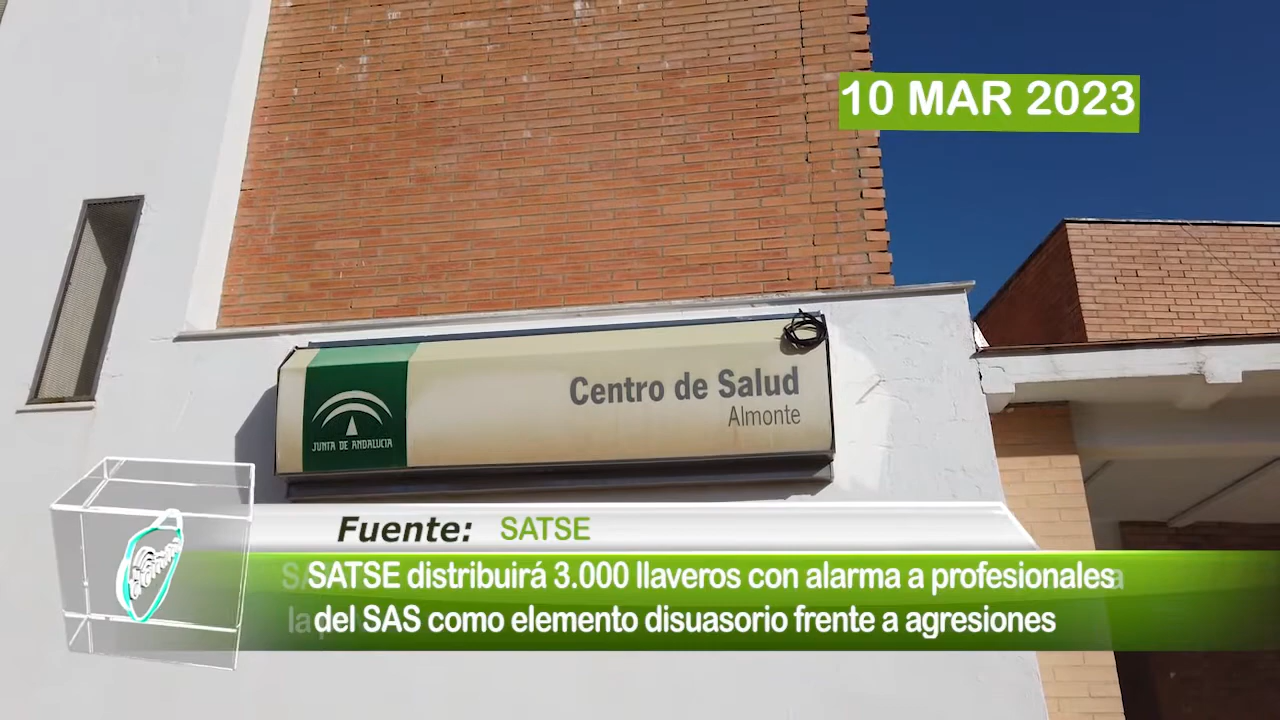 10 MAR 2023
Centro de Salud
Almonte
JUNTA DE ANDALUCIA
Fuente: SATSE
SATSE distribuirá 3.000 llaveros con alarma a profesionales
del SAS como elemento disuasorio frente a agresiones